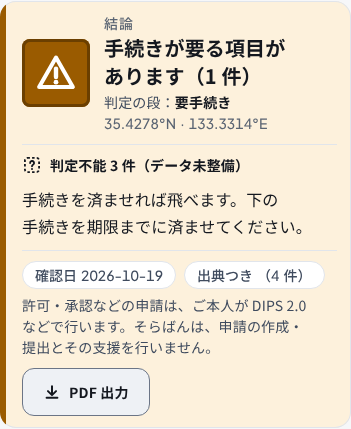 結論
手続きが要る項目が
あります（1 件）
判定の段：要手続き
35.4278°N · 133.3314°E
判定不能 3 件（データ未整備）
手続きを済ませれば飛べます。下の
手続きを期限までに済ませてください。
確認日 2026-10-19 出典つき （4 件）
許可・承認などの申請は、ご本人が DIPS 2.0
などで行います。そらばんは、申請の作成・
提出とその支援を行いません。
PDF 出力